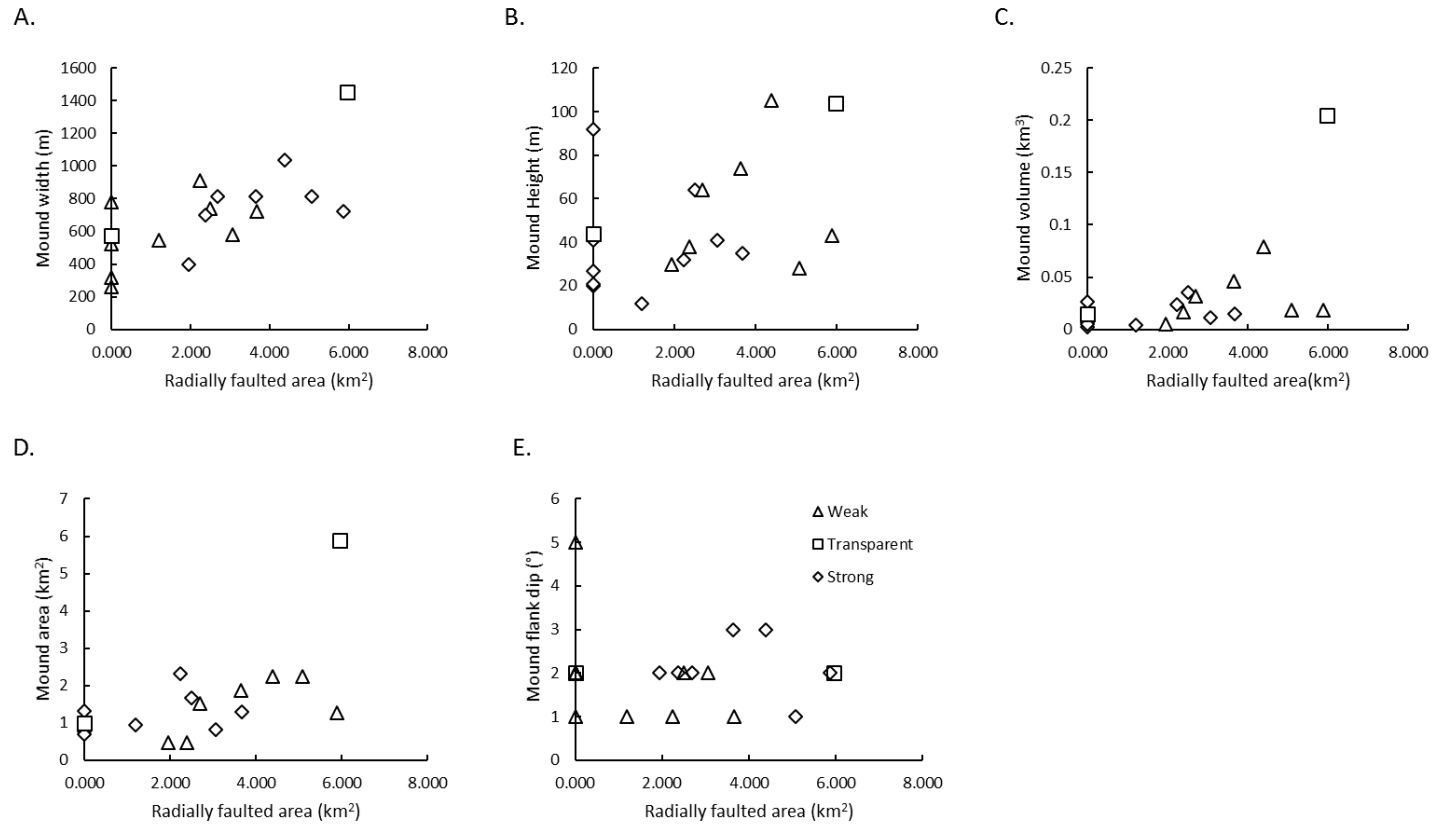 A.
1600
1400
1200
1000
800
600
400
200
0
0.000 2.000 4.000 6.000 8.000
Mound width (m)
Radially faulted area (km²)
B.
120
100
80
60
40
20
0
0.000 2.000 4.000 6.000 8.000
Mound Height (m)
Radially faulted area (km²)
C.
0.25
0.2
0.15
0.1
0.05
0
0.000 2.000 4.000 6.000 8.000
Mound volume (km³)
Radially faulted area(km²)
D.
7
6
5
4
3
2
1
0
0.000 2.000 4.000 6.000 8.000
Mound area (km²)
Radially faulted area (km²)
E.
6
5
4
3
2
1
0
0.000 2.000 4.000 6.000 8.000
Mound flank dip (°)
Radially faulted area (km²)
Weak
Transparent
Strong